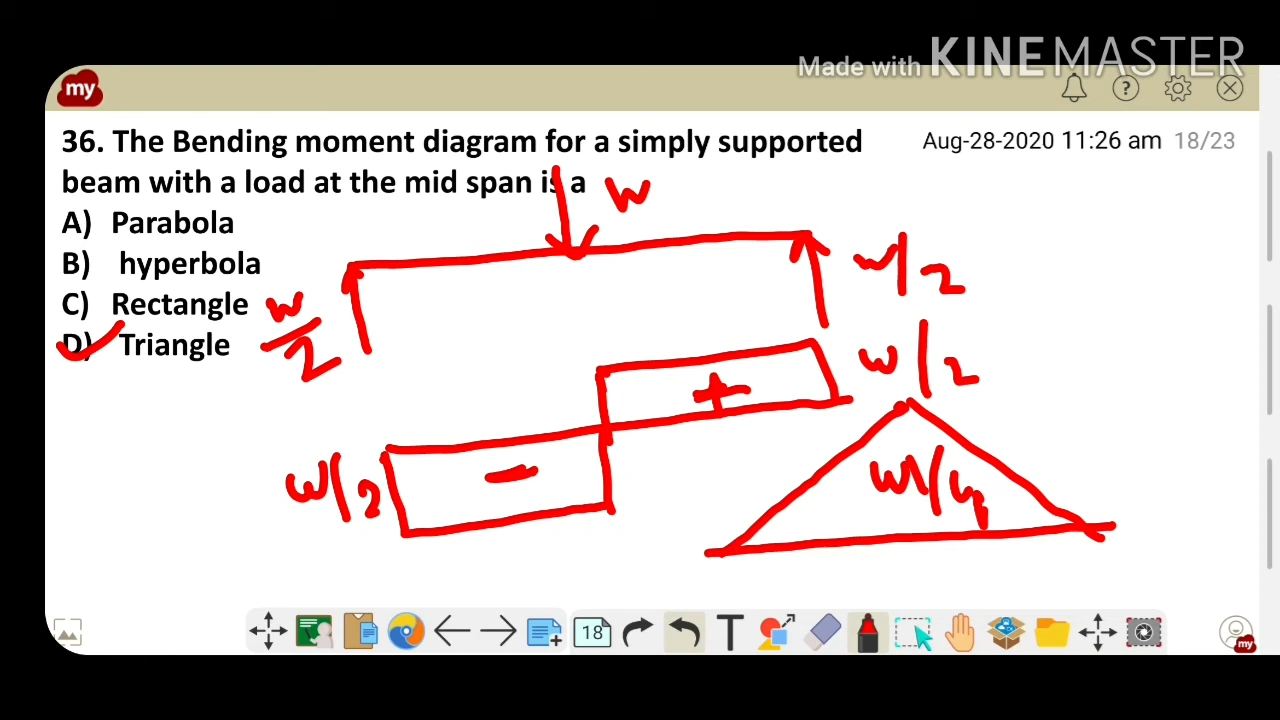 Made with KINEMASTER
my
36. The Bending moment diagram for a simply supported
Aug-28-2020 11:26 am 18/23
beam with a load at the mid span is a
W
A) Parabola
B) hyperbola
w/2
C) Rectangle
w/2
D) Triangle
w/2
+
-
w/2
wl/4
18
T
my